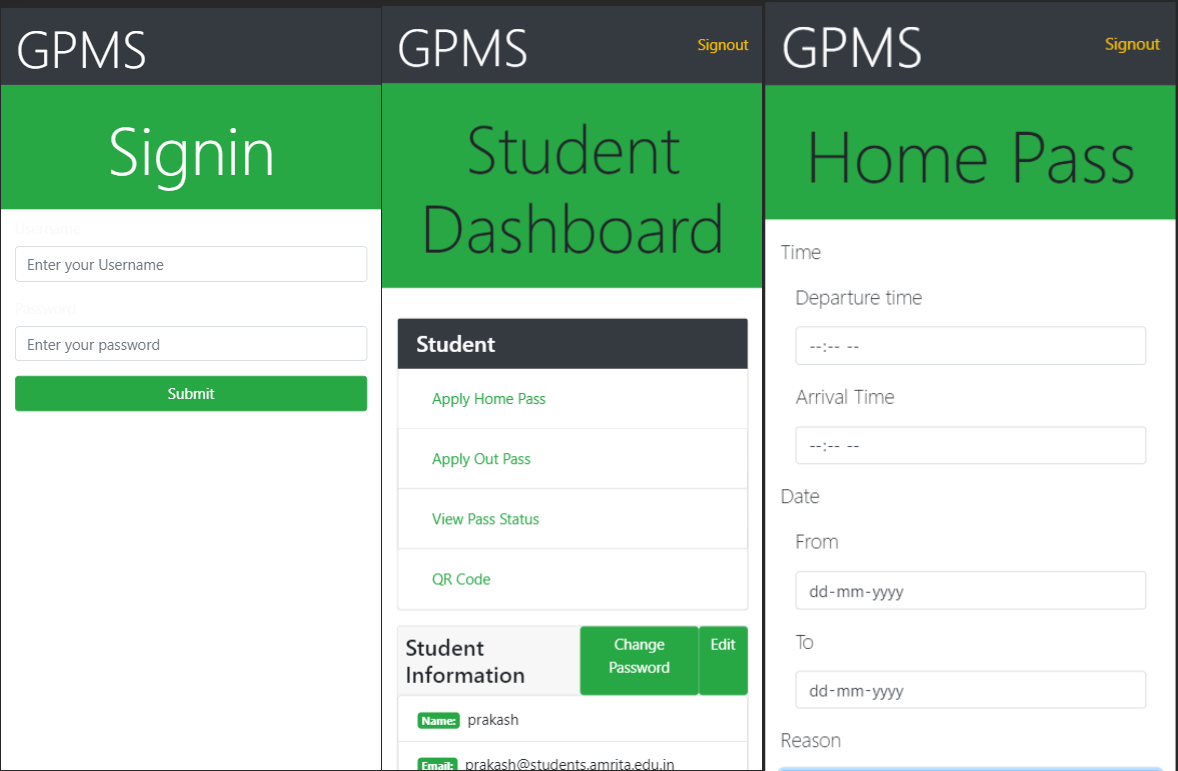 GPMS
Signin
Username
Enter your Username
Password
Enter your password
Submit
GPMS
Signout
Student
Dashboard
Student
Apply Home Pass
Apply Out Pass
View Pass Status
QR Code
Student
Information
Change
Password
Edit
Name: prakash
Email: prakash@students.amrita.edu.in
GPMS
Signout
Home Pass
Time
Departure time
--:-- --
Arrival Time
--:-- --
Date
From
dd-mm-yyyy
To
dd-mm-yyyy
Reason